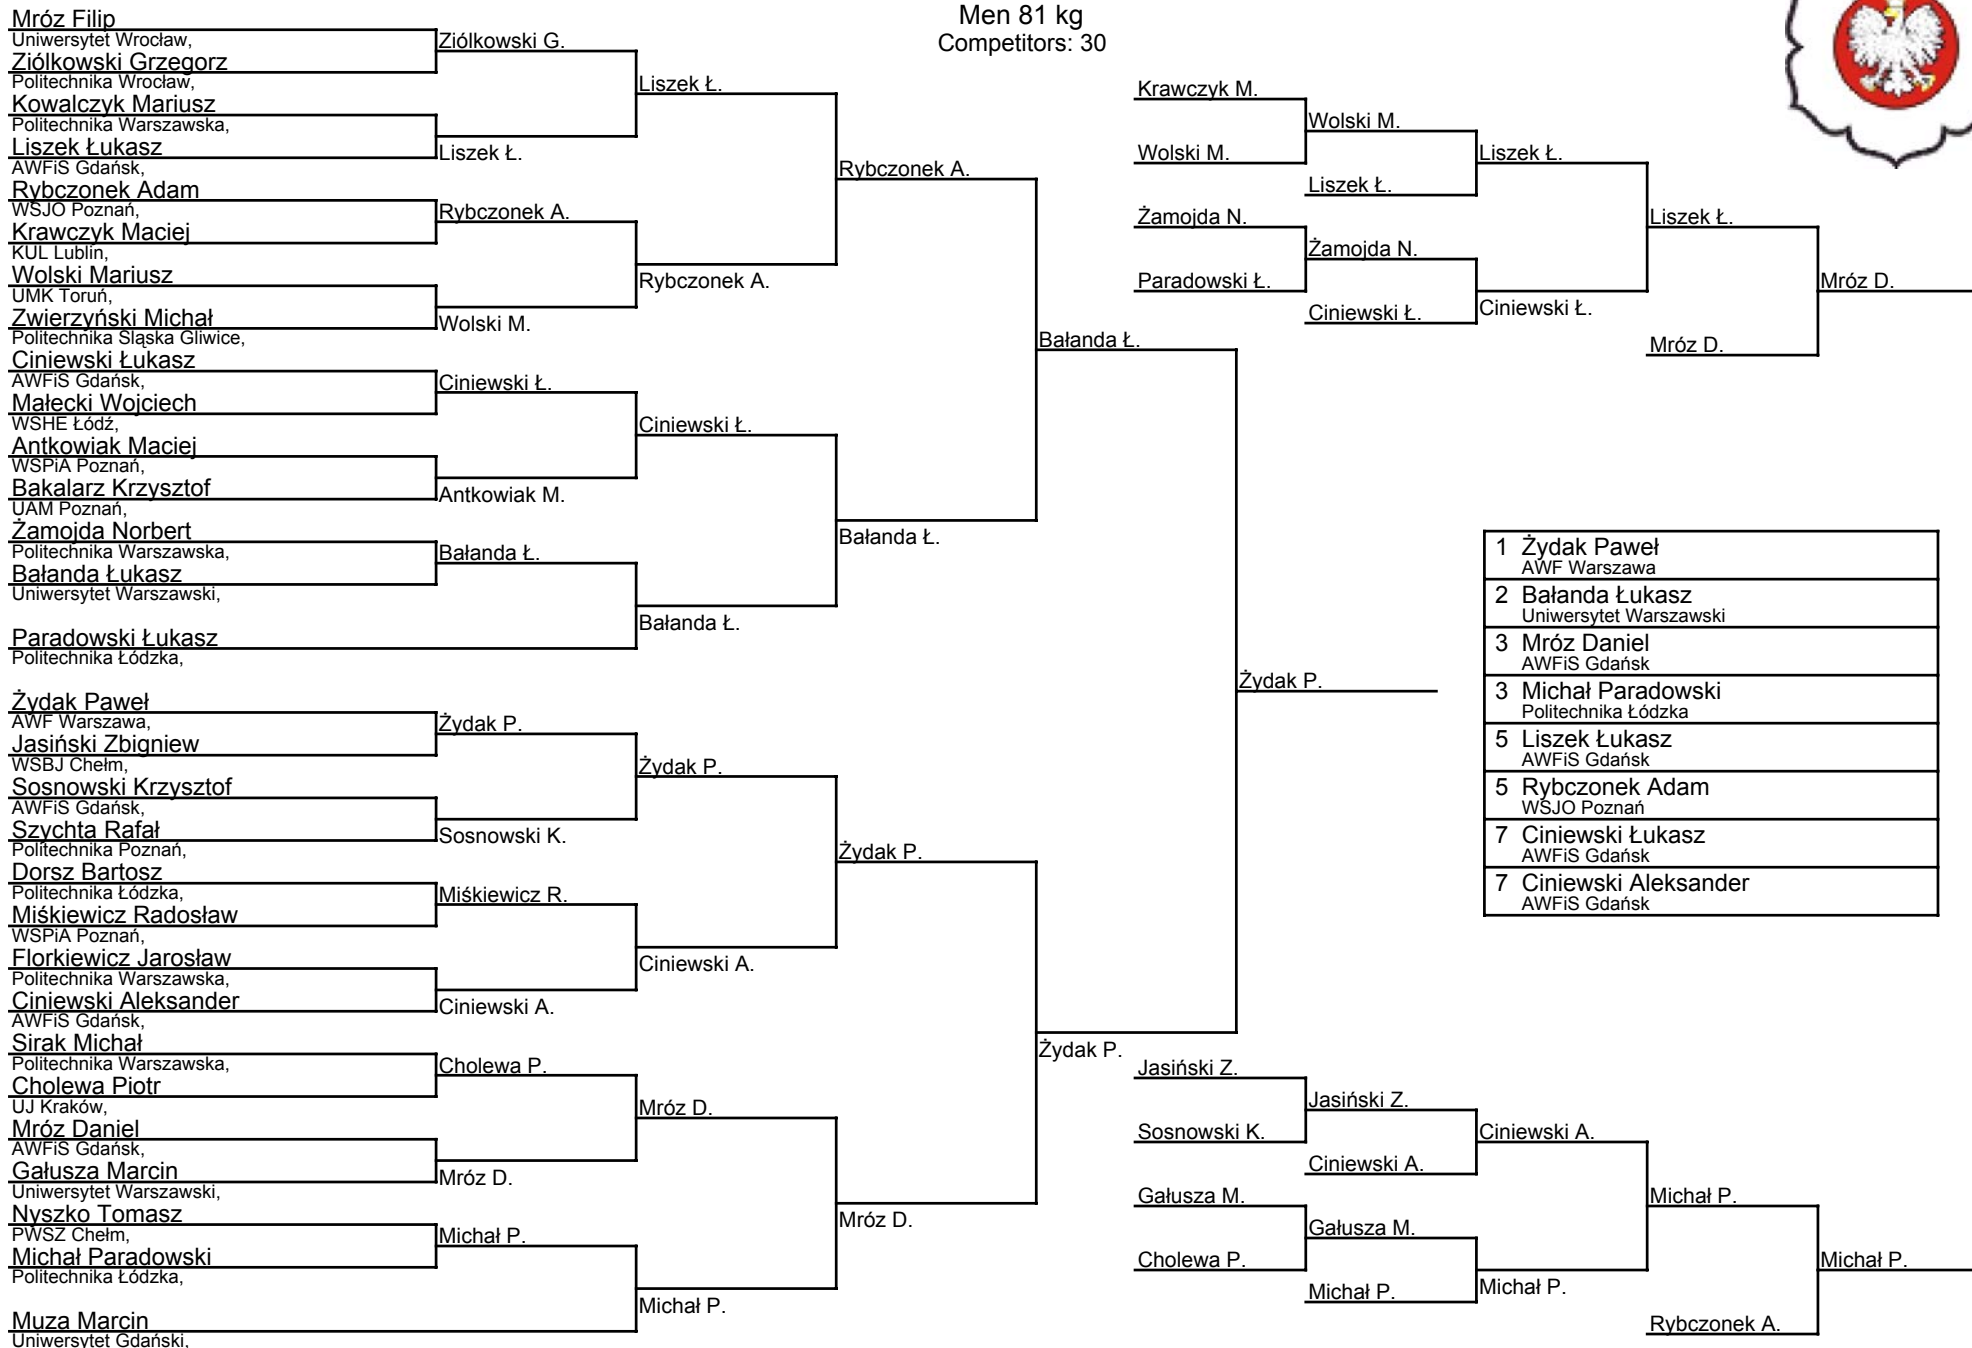 Men 81 kg
Competitors: 30
Mróz Filip
Uniwersytet Wrocław,
Ziólkowski Grzegorz
Politechnika Wrocław,
Kowalczyk Mariusz
Politechnika Warszawska,
Liszek Łukasz
AWFiS Gdańsk,
Rybczonek Adam
WSJO Poznań,
Krawczyk Maciej
KUL Lublin,
Wolski Mariusz
UMK Toruń,
Zwierzyński Michał
Politechnika Śląska Gliwice,
Ciniewski Łukasz
AWFiS Gdańsk,
Małecki Wojciech
WSHE Łódź,
Antkowiak Maciej
WSPiA Poznań,
Bakalarz Krzysztof
UAM Poznań,
Żamojda Norbert
Politechnika Warszawska,
Bałanda Łukasz
Uniwersytet Warszawski,
Paradowski Łukasz
Politechnika Łódzka,
Żydak Paweł
AWF Warszawa,
Jasiński Zbigniew
WSBJ Chełm,
Sosnowski Krzysztof
AWFiS Gdańsk,
Szychta Rafał
Politechnika Poznań,
Dorsz Bartosz
Politechnika Łódzka,
Miśkiewicz Radosław
WSPiA Poznań,
Florkiewicz Jarosław
Politechnika Warszawska,
Ciniewski Aleksander
AWFiS Gdańsk,
Sirak Michał
Politechnika Warszawska,
Cholewa Piotr
UJ Kraków,
Mróz Daniel
AWFiS Gdańsk,
Gałusza Marcin
Uniwersytet Warszawski,
Nyszko Tomasz
PWSZ Chełm,
Michał Paradowski
Politechnika Łódzka,
Muza Marcin
Uniwersytet Gdański,
Ziólkowski G.
Liszek Ł.
Rybczonek A.
Wolski M.
Ciniewski Ł.
Antkowiak M.
Bałanda Ł.
Żydak P.
Sosnowski K.
Miśkiewicz R.
Ciniewski A.
Cholewa P.
Mróz D.
Michał P.
Liszek Ł.
Rybczonek A.
Ciniewski Ł.
Bałanda Ł.
Żydak P.
Ciniewski A.
Mróz D.
Michał P.
Rybczonek A.
Bałanda Ł.
Żydak P.
Mróz D.
Bałanda Ł.
Żydak P.
Żydak P.
Krawczyk M.
Wolski M.
Żamojda N.
Paradowski Ł.
Wolski M.
Liszek Ł.
Żamojda N.
Ciniewski Ł.
Liszek Ł.
Ciniewski Ł.
Liszek Ł.
Mróz D.
Mróz D.
1 Żydak Paweł
AWF Warszawa
2 Bałanda Łukasz
Uniwersytet Warszawski
3 Mróz Daniel
AWFiS Gdańsk
3 Michał Paradowski
Politechnika Łódzka
5 Liszek Łukasz
AWFiS Gdańsk
5 Rybczonek Adam
WSJO Poznań
7 Ciniewski Łukasz
AWFiS Gdańsk
7 Ciniewski Aleksander
AWFiS Gdańsk
Jasiński Z.
Sosnowski K.
Gałusza M.
Cholewa P.
Jasiński Z.
Ciniewski A.
Gałusza M.
Michał P.
Ciniewski A.
Michał P.
Michał P.
Rybczonek A.
Michał P.